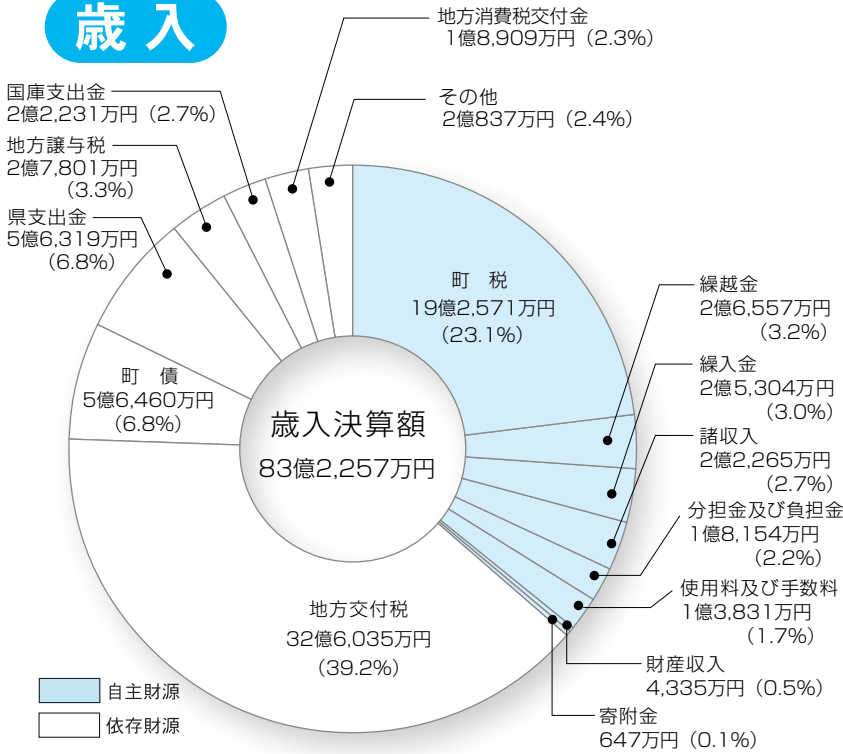 歳入
地方消費税交付金
1億8,909万円（2.3%）
その他
2億837万円（2.4%）
国庫支出金
2億2,231万円（2.7%）
地方譲与税
2億7,801万円
（3.3%）
県支出金
5億6,319万円
（6.8%）
町　債
5億6,460万円
（6.8%）
町　税
19億2,571万円
（23.1%）
繰越金
2億6,557万円
（3.2%）
繰入金
2億5,304万円
（3.0%）
諸収入
2億2,265万円
（2.7%）
分担金及び負担金
1億8,154万円
（2.2%）
使用料及び手数料
1億3,831万円
（1.7%）
財産収入
4,335万円（0.5%）
寄附金
647万円（0.1%）
歳入決算額
83億2,257万円
地方交付税
32億6,035万円
（39.2%）
自主財源
依存財源